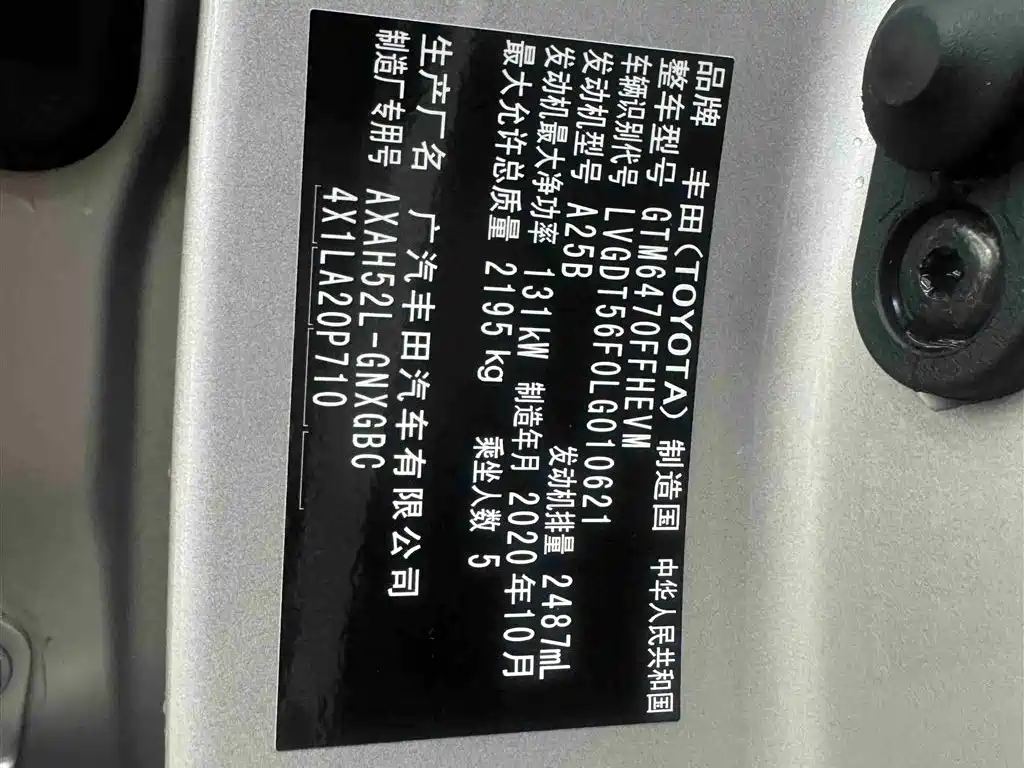 品牌 丰田(TOYOTA) 制造国 中华人民共和国
整车型号 GTM6470FFHEVM
车辆识别代号 LVGDT56F0LG010621
发动机型号 A25B 发动机排量 2487mL
发动机最大净功率 131kW 制造年月 2020年10月
最大允许总质量 2195kg 乘坐人数 5
生产厂名 广汽丰田汽车有限公司
制造厂专用号 AXAH52L-GNXGBC
4X1LA20P710